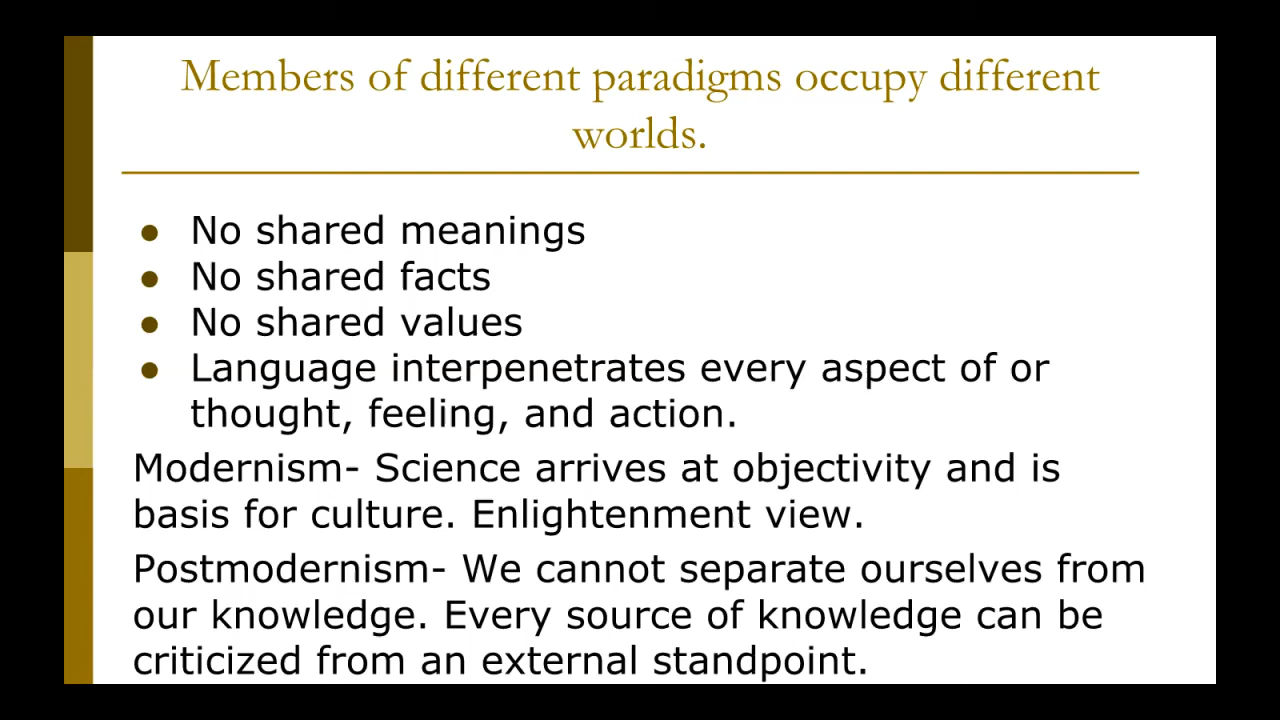 Members of different paradigms occupy different
worlds.
● No shared meanings
● No shared facts
● No shared values
● Language interpenetrates every aspect of or
thought, feeling, and action.
Modernism- Science arrives at objectivity and is
basis for culture. Enlightenment view.
Postmodernism- We cannot separate ourselves from
our knowledge. Every source of knowledge can be
criticized from an external standpoint.